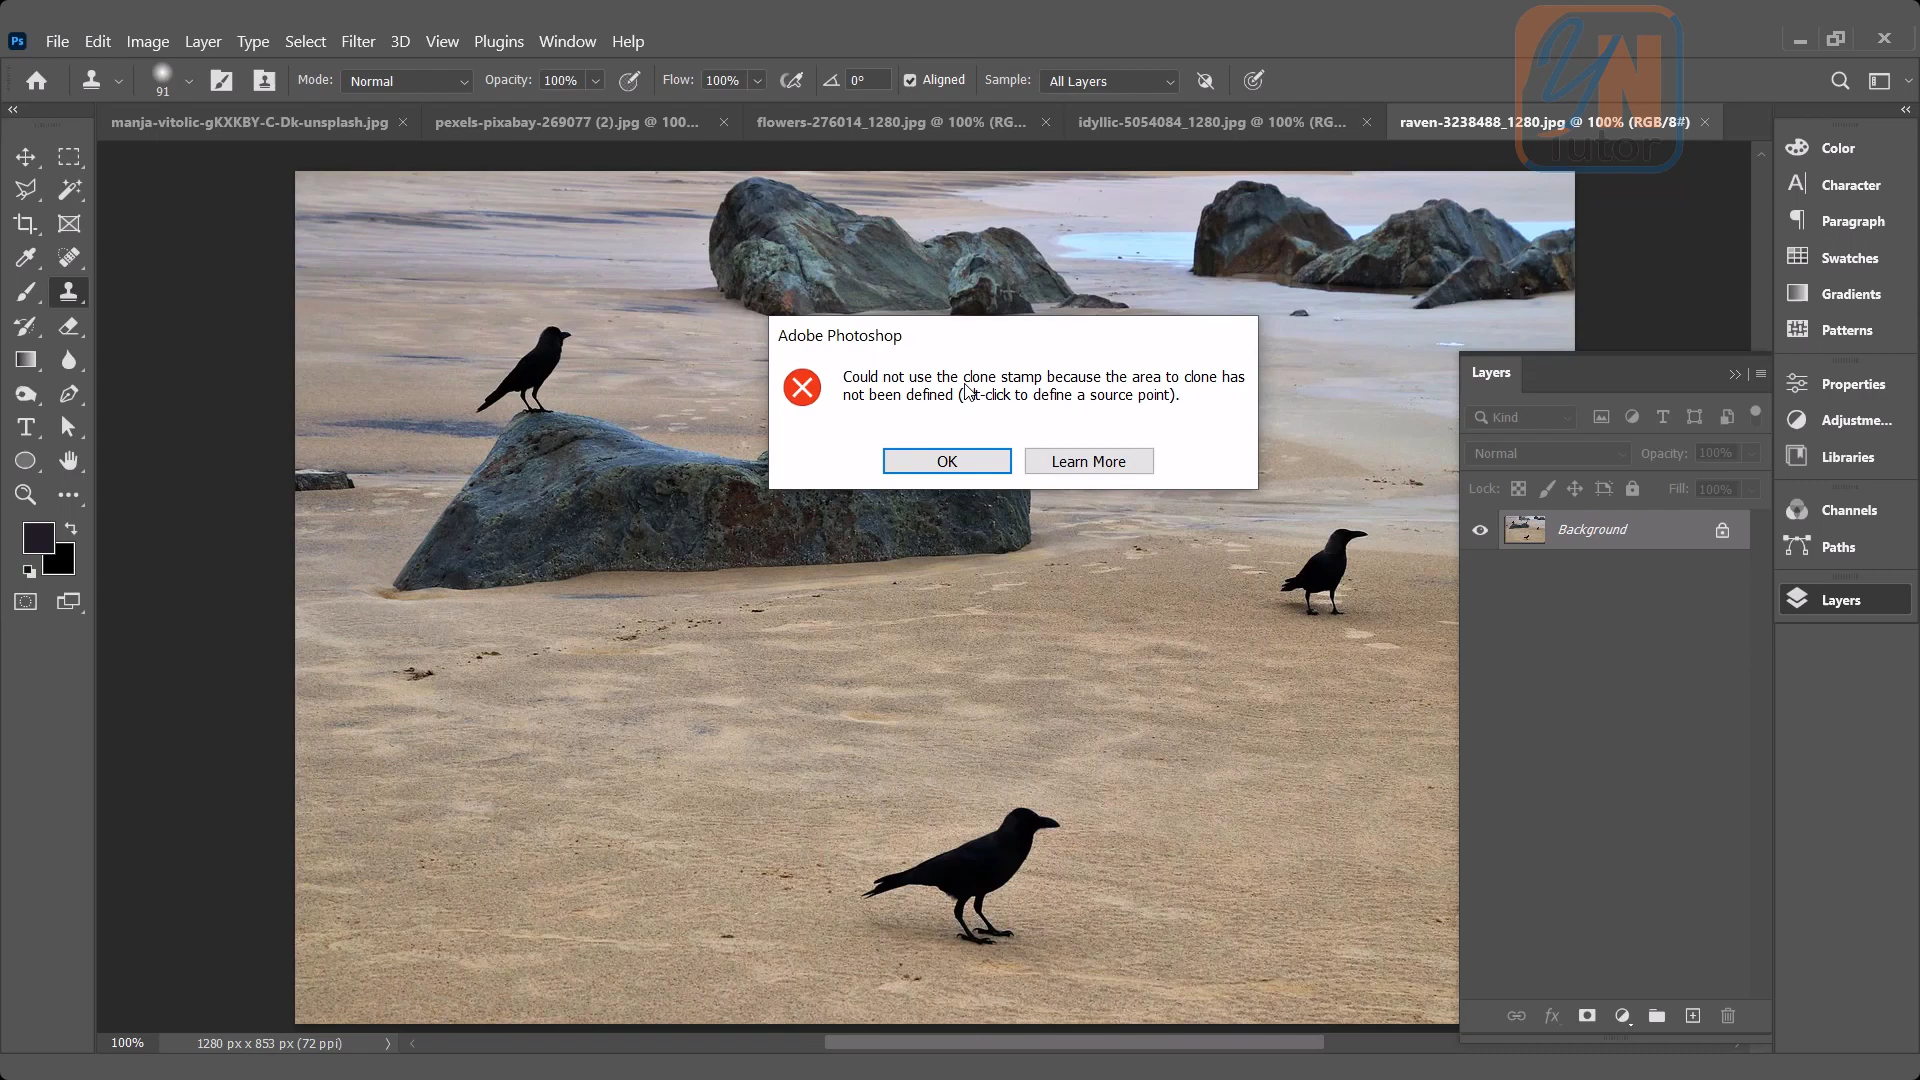 Ps File Edit Image Layer Type Select Filter 3D View Plugins Window Help
91 Mode: Normal Opacity: 100% Flow: 100% 0° Aligned Sample: All Layers
YN
Tutor
manja-vitolic-gKXKBY-C-Dk-unsplash.jpg pexels-pixabay-269077 (2).jpg @ 100... flowers-276014_1280.jpg @ 100% (RG... idyllic-5054084_1280.jpg @ 100% (RG... raven-3238488_1280.jpg @ 100% (RGB/8#)
Color
Character
Paragraph
Swatches
Gradients
Patterns
Properties
Adjustme...
Libraries
Channels
Paths
Layers
Adobe Photoshop
Could not use the clone stamp because the area to clone has
not been defined ( t-click to define a source point).
OK Learn More
Layers
Kind
Normal Opacity: 100%
Lock: Fill: 100%
Background
fx
100% 1280 px x 853 px (72 ppi)